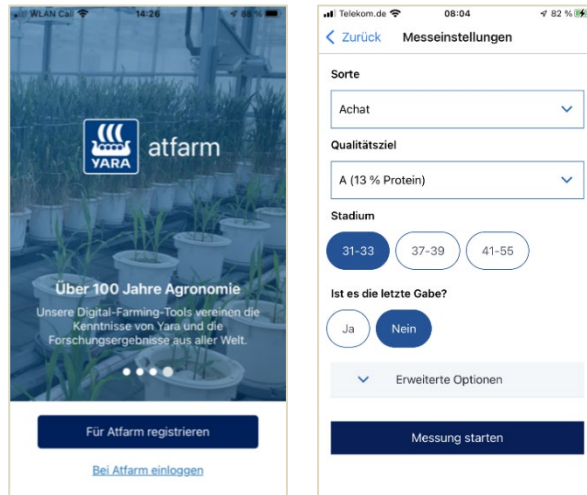 WLAN Call 14:26 88 %
YARA
atfarm
Über 100 Jahre Agronomie
Unsere Digital-Farming-Tools vereinen die
Kenntnisse von Yara und die
Forschungsergebnisse aus aller Welt.
Für Atfarm registrieren
Bei Atfarm einloggen
Telekom.de 08:04 82 %
Zurück Messeinstellungen
Sorte
Achat
Qualitätsziel
A (13 % Protein)
Stadium
31-33 37-39 41-55
Ist es die letzte Gabe?
Ja Nein
Erweiterte Optionen
Messung starten